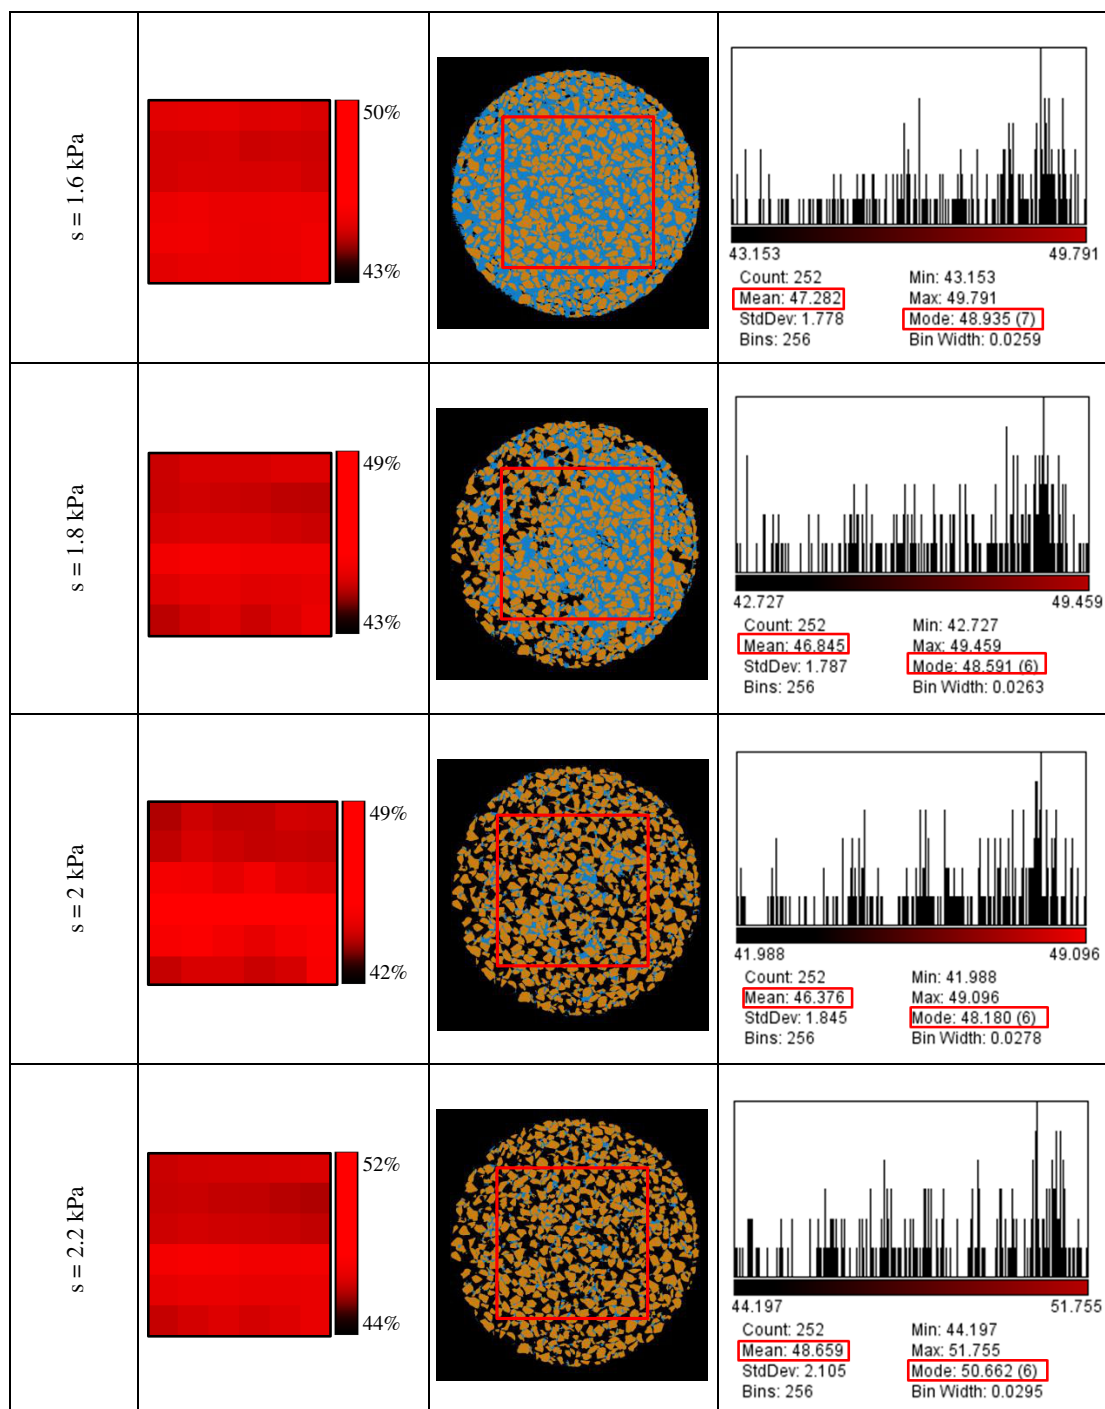 s = 1.6 kPa
50%
43%
43.153 49.791
Count: 252 Min: 43.153
Mean: 47.282 Max: 49.791
StdDev: 1.778 Mode: 48.935 (7)
Bins: 256 Bin Width: 0.0259
s = 1.8 kPa
49%
43%
42.727 49.459
Count: 252 Min: 42.727
Mean: 46.845 Max: 49.459
StdDev: 1.787 Mode: 48.591 (6)
Bins: 256 Bin Width: 0.0263
s = 2 kPa
49%
42%
41.988 49.096
Count: 252 Min: 41.988
Mean: 46.376 Max: 49.096
StdDev: 1.845 Mode: 48.180 (6)
Bins: 256 Bin Width: 0.0278
s = 2.2 kPa
52%
44%
44.197 51.755
Count: 252 Min: 44.197
Mean: 48.659 Max: 51.755
StdDev: 2.105 Mode: 50.662 (6)
Bins: 256 Bin Width: 0.0295